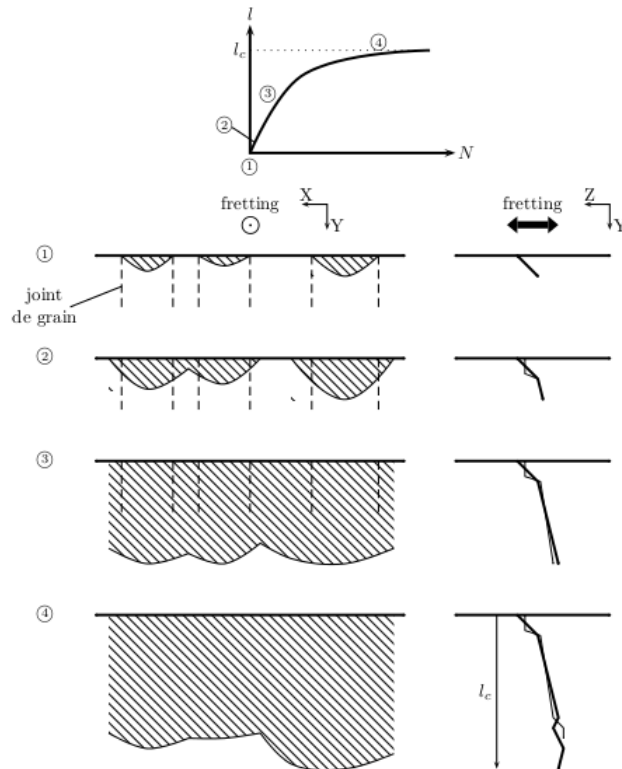 l
l_c
④
③
②
①
N
fretting X
Y
fretting Z
Y
①
joint
de grain
②
③
④
l_c